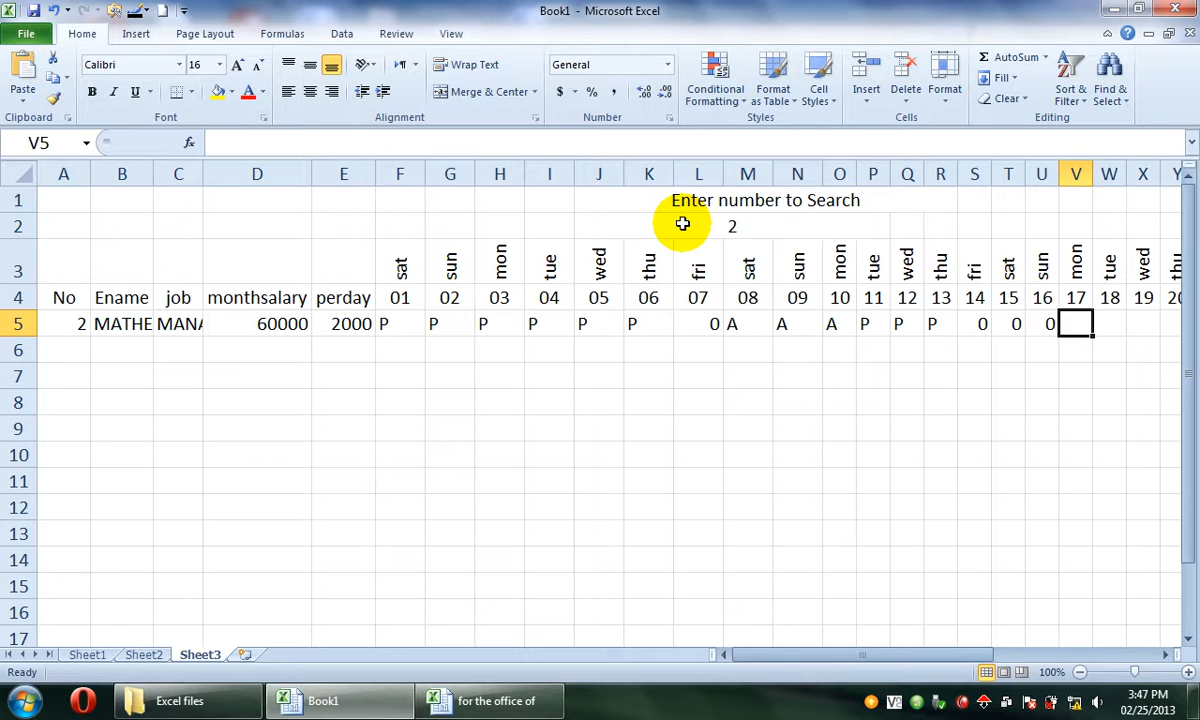 Book1 - Microsoft Excel
File Home Insert Page Layout Formulas Data Review View
Calibri 16 Wrap Text General AutoSum
Paste Merge & Center Conditional Formatting Format as Table Cell Styles Insert Delete Format Fill Clear Sort & Filter Find & Select
Clipboard Font Alignment Number Styles Cells Editing
V5 fx
A B C D E F G H I J K L M N O P Q R S T U V W X Y
1 Enter number to Search
2 2
3 sat sun mon tue wed thu fri sat sun mon tue wed thu fri sat sun mon tue wed thu
4 No Ename job monthsalary perday 01 02 03 04 05 06 07 08 09 10 11 12 13 14 15 16 17 18 19 20
5 2 MATHE MANA 60000 2000 P P P P P P 0 A A A P P P 0 0 0
6
7
8
9
10
11
12
13
14
15
16
17
Sheet1 Sheet2 Sheet3
Ready 100%
Excel files Book1 for the office of
3:47 PM
02/25/2013